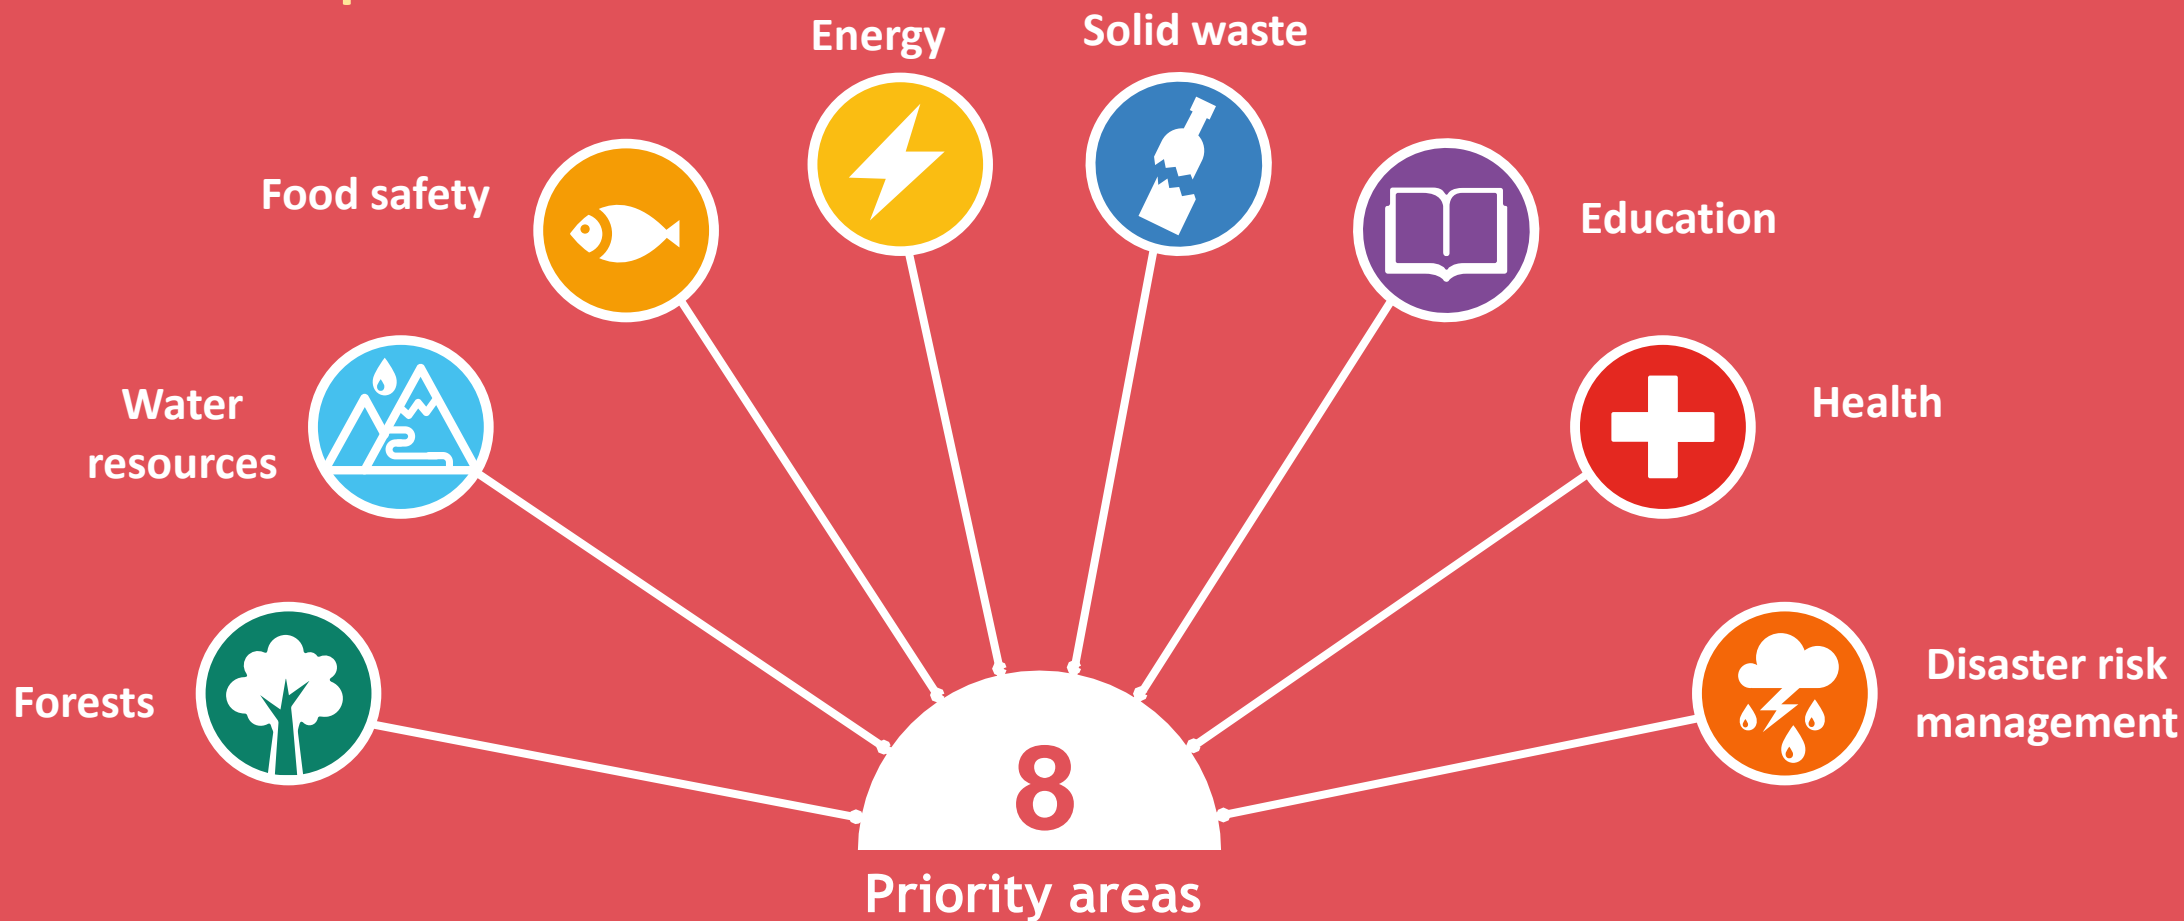 Energy
Solid waste
Food safety
Education
Water
resources
Health
Forests
Disaster risk
management
8
Priority areas